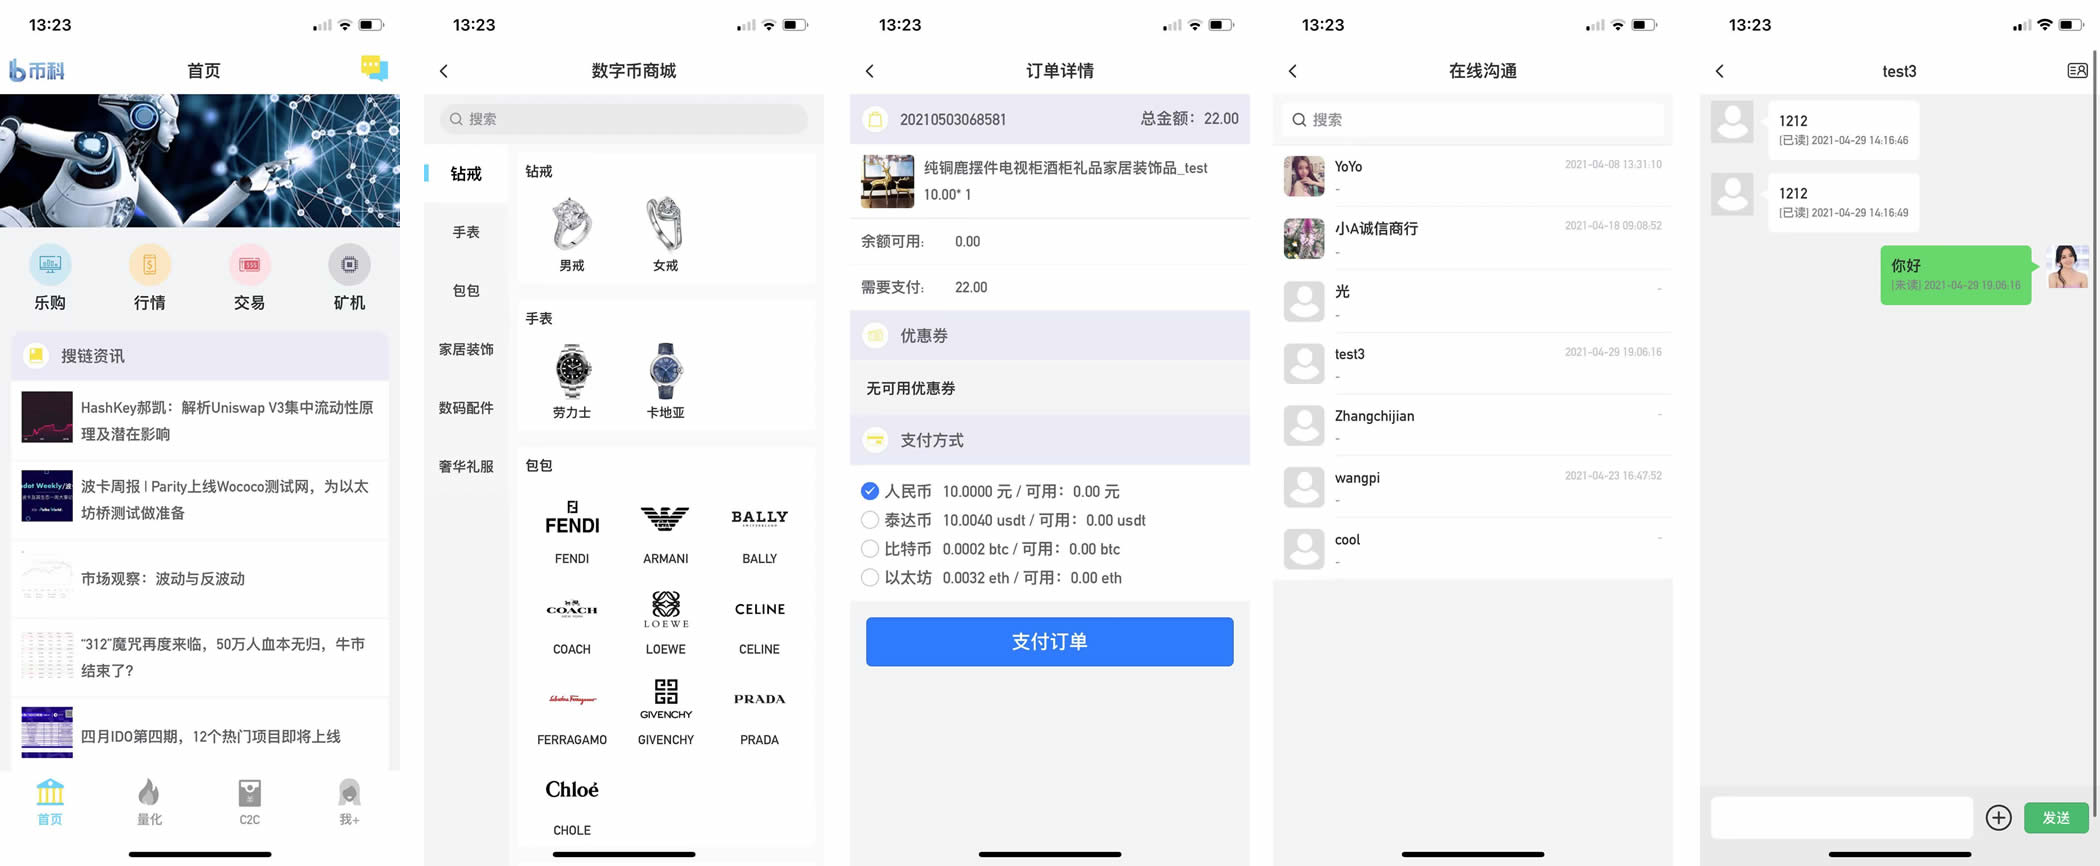 13:23
币科
首页
乐购
行情
交易
矿机
搜链资讯
HashKey郝凯：解析Uniswap V3集中流动性原
理及潜在影响
波卡周报 | Parity上线Wococo测试网，为以太
坊桥测试做准备
市场观察：波动与反波动
“312”魔咒再度来临，50万人血本无归，牛市
结束了?
四月IDO第四期，12个热门项目即将上线
首页
量化
C2C
我+
13:23
数字币商城
搜索
钻戒
手表
包包
家居装饰
数码配件
奢华礼服
钻戒
男戒
女戒
手表
劳力士
卡地亚
包包
FENDI
BALLY
FENDI
ARMANI
BALLY
COACH
LOEWE
CELINE
COACH
LOEWE
CELINE
GIVENCHY
PRADA
FERRAGAMO
GIVENCHY
PRADA
Chloé
CHOLE
13:23
订单详情
20210503068581
总金额：22.00
纯铜鹿摆件电视柜酒柜礼品家居装饰品_test
10.00* 1
余额可用: 0.00
需要支付: 22.00
优惠券
无可用优惠券
支付方式
人民币 10.0000 元 / 可用：0.00 元
泰达币 10.0040 usdt / 可用：0.00 usdt
比特币 0.0002 btc / 可用：0.00 btc
以太坊 0.0032 eth / 可用：0.00 eth
支付订单
13:23
在线沟通
搜索
YoYo
2021-04-08 13:31:10
-
小A诚信商行
2021-04-18 09:08:52
-
光
-
-
test3
2021-04-29 19:06:16
-
Zhangchijian
-
-
wangpi
2021-04-23 16:47:52
-
cool
-
-
13:23
test3
1212
[已读] 2021-04-29 14:16:46
1212
[已读] 2021-04-29 14:16:49
你好
[未读] 2021-04-29 19:06:16
发送